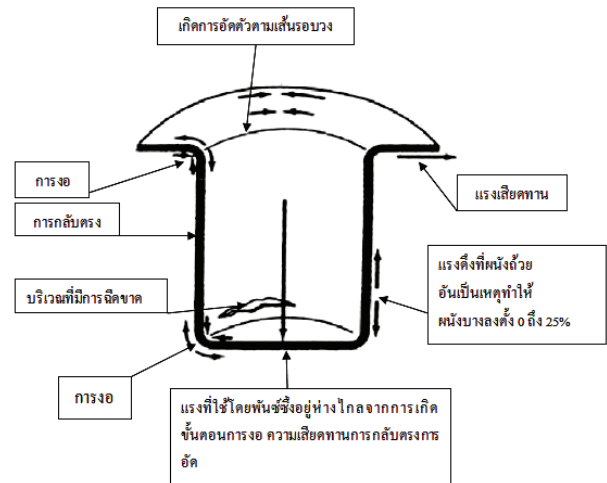 เกิดการอัดตัวตามเส้นรอบวง
การงอ
แรงเสียดทาน
การกลับตรง
แรงดึงที่ผนังถ้วย
อันเป็นเหตุทำให้
ผนังบางลงตั้ง 0 ถึง 25%
บริเวณที่มีการฉีดขาด
การงอ
แรงที่ใช้โดยพันซ์ซึ่งอยู่ห่างไกลจากการเกิด
ขั้นตอนการงอ ความเสียดทานการกลับตรงการ
อัด